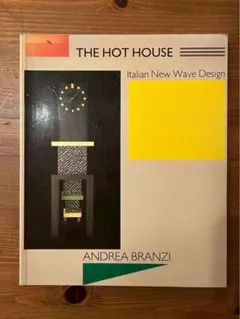 THE HOT HOUSE
Italian New Wave Design
ANDREA BRANZI